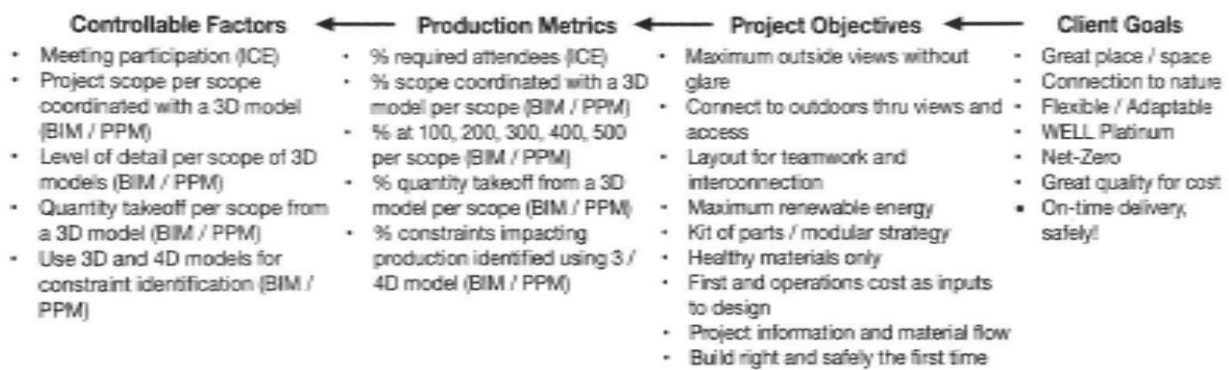 Controllable Factors
• Meeting participation (ICE)
• Project scope per scope
coordinated with a 3D model
(BIM / PPM)
• Level of detail per scope of 3D
models (BIM / PPM)
• Quantity takeoff per scope from
a 3D model (BIM / PPM)
• Use 3D and 4D models for
constraint identification (BIM /
PPM)
Production Metrics
• % required attendees (ICE)
• % scope coordinated with a 3D
model per scope (BIM / PPM)
• % at 100, 200, 300, 400, 500
per scope (BIM / PPM)
• % quantity takeoff from a 3D
model per scope (BIM / PPM)
• % constraints impacting
production identified using 3 /
4D model (BIM / PPM)
Project Objectives
• Maximum outside views without
glare
• Connect to outdoors thru views and
access
• Layout for teamwork and
interconnection
• Maximum renewable energy
• Kit of parts / modular strategy
• Healthy materials only
• First and operations cost as inputs
to design
• Project information and material flow
• Build right and safely the first time
Client Goals
• Great place / space
• Connection to nature
• Flexible / Adaptable
• WELL Platinum
• Net-Zero
• Great quality for cost
• On-time delivery,
safely!